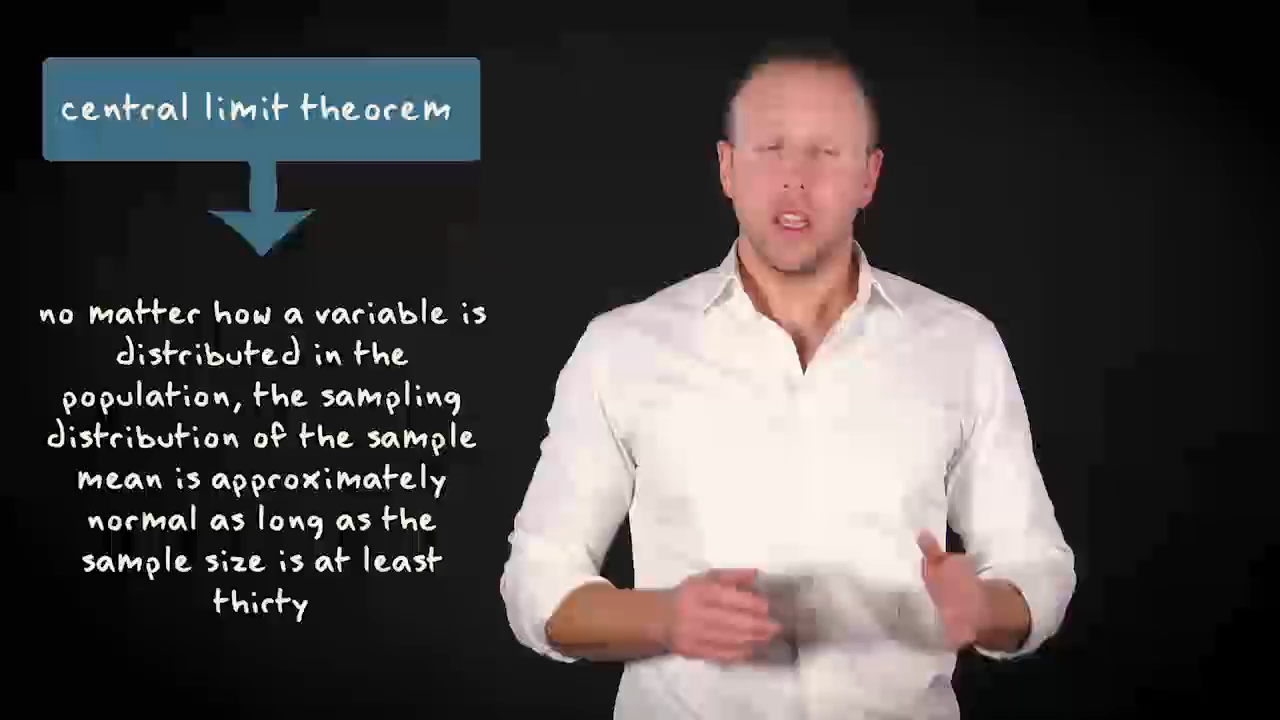 central limit theorem
no matter how a variable is
distributed in the
population, the sampling
distribution of the sample
mean is approximately
normal as long as the
sample size is at least
thirty